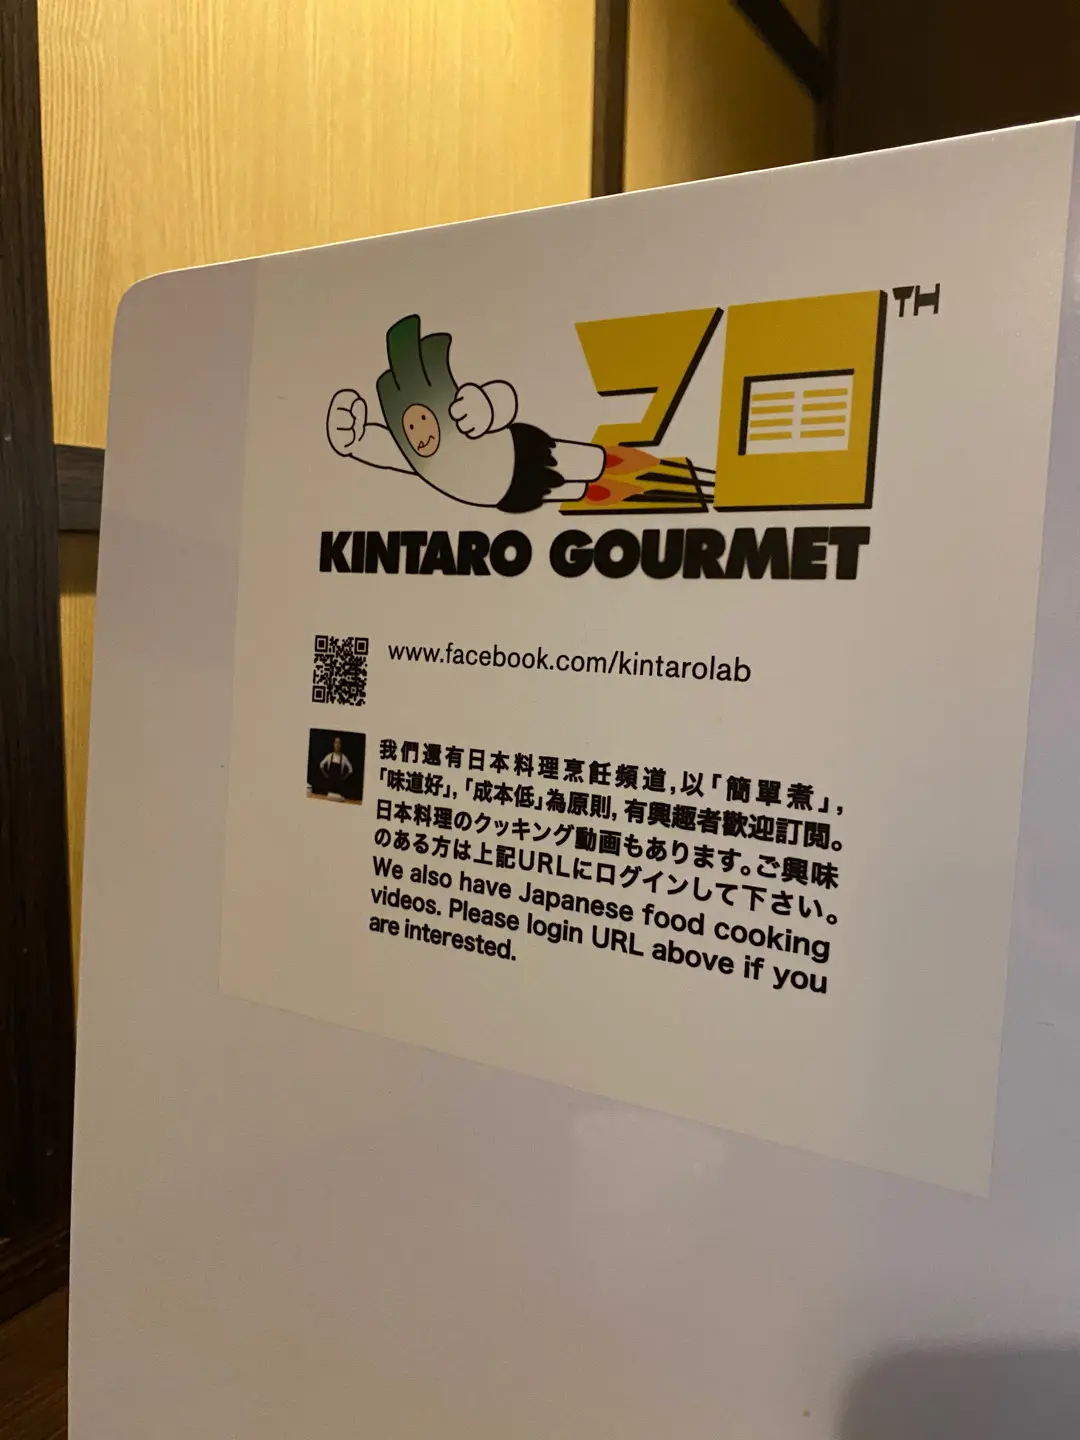 20TH
KINTARO GOURMET
www.facebook.com/kintarolab
我們還有日本料理烹飪頻道,以「簡單煮」,
「味道好」,「成本低」為原則,有興趣者歡迎訂閱。
日本料理のクッキング動画もあります。ご興味
のある方は上記URLにログインして下さい。
We also have Japanese food cooking
videos. Please login URL above if you
are interested.